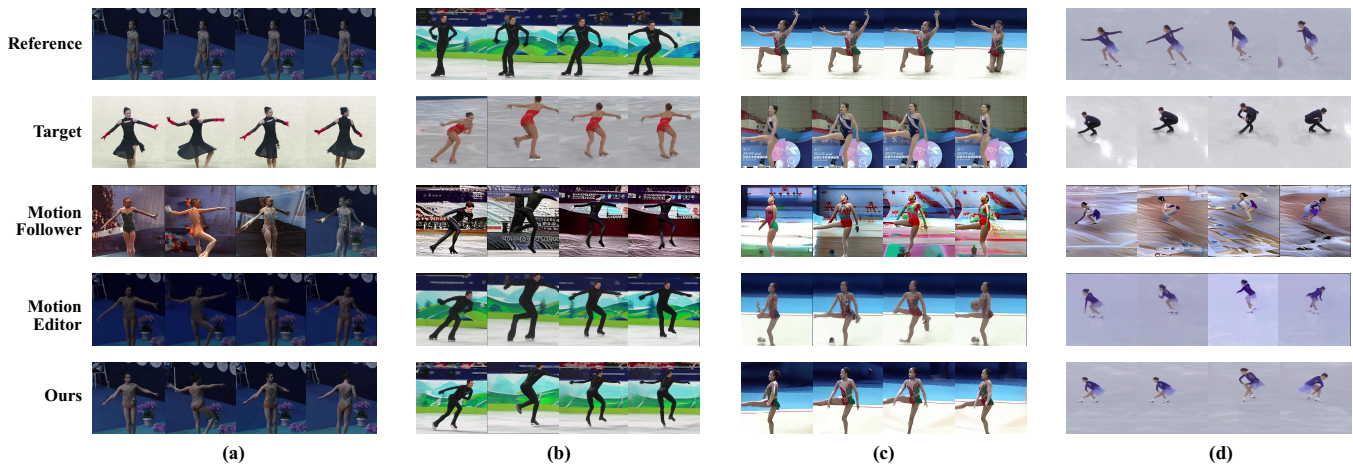 Reference
Target
Motion
Follower
Motion
Editor
Ours
(a)
(b)
(c)
(d)